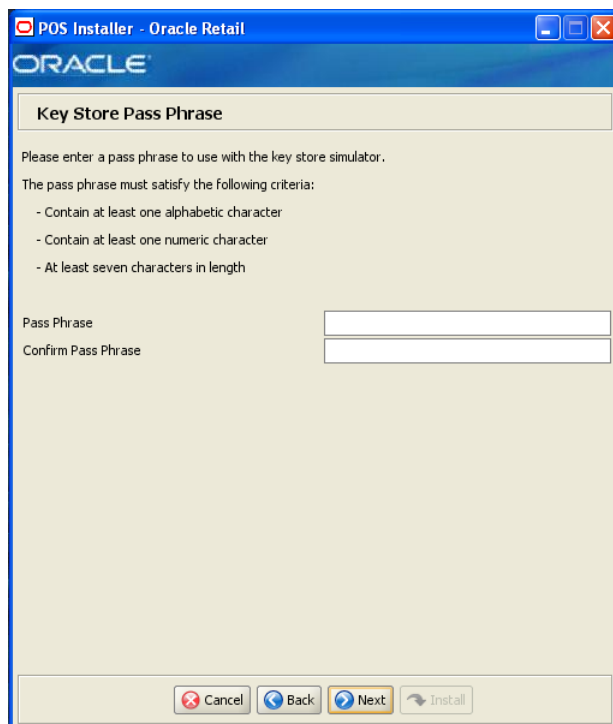 POS Installer - Oracle Retail
ORACLE
Key Store Pass Phrase
Please enter a pass phrase to use with the key store simulator.
The pass phrase must satisfy the following criteria:
- Contain at least one alphabetic character
- Contain at least one numeric character
- At least seven characters in length
Pass Phrase
Confirm Pass Phrase
Cancel Back Next Install